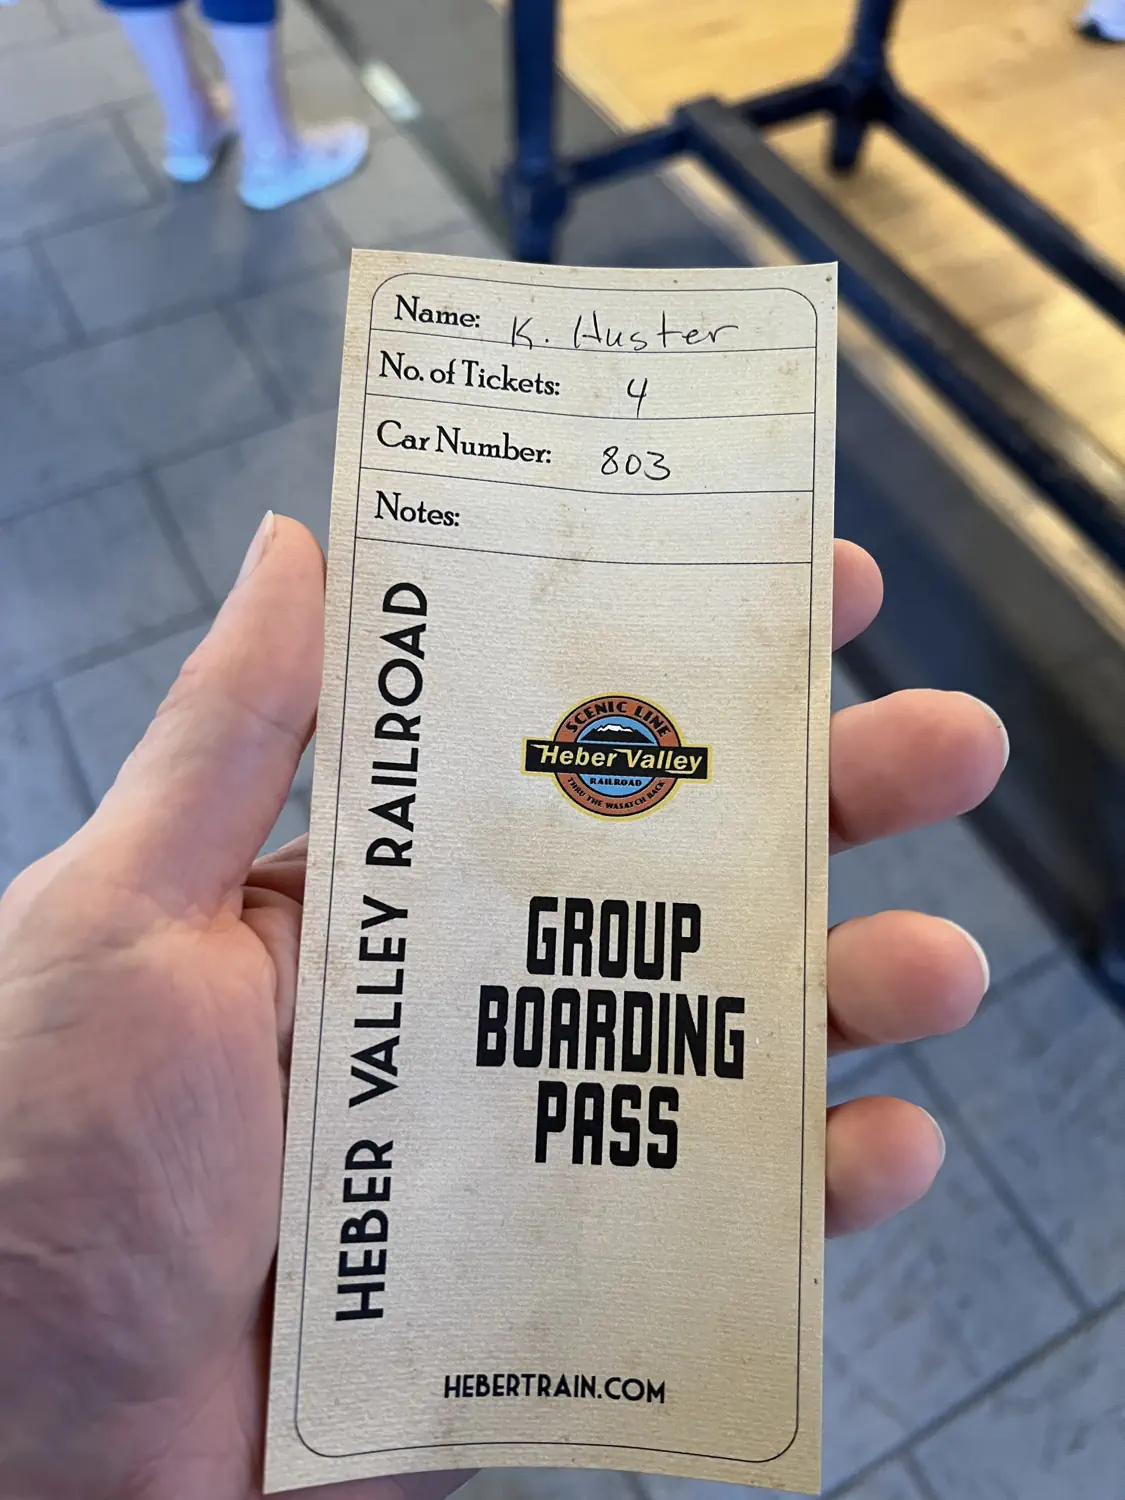 Name: K. Huster
No. of Tickets: 4
Car Number: 803
Notes:
HEBER VALLEY RAILROAD
SCENIC LINE
Heber Valley
RAILROAD
THRU THE WASATCH BACK
GROUP
BOARDING
PASS
HEBERTRAIN.COM